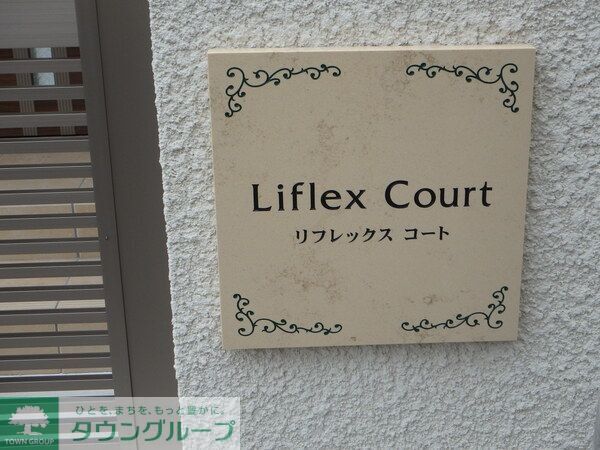 Liflex Court
リフレックス コート
ひとを、まちを、もっと豊かに。
TOWN GROUP
タウングループ